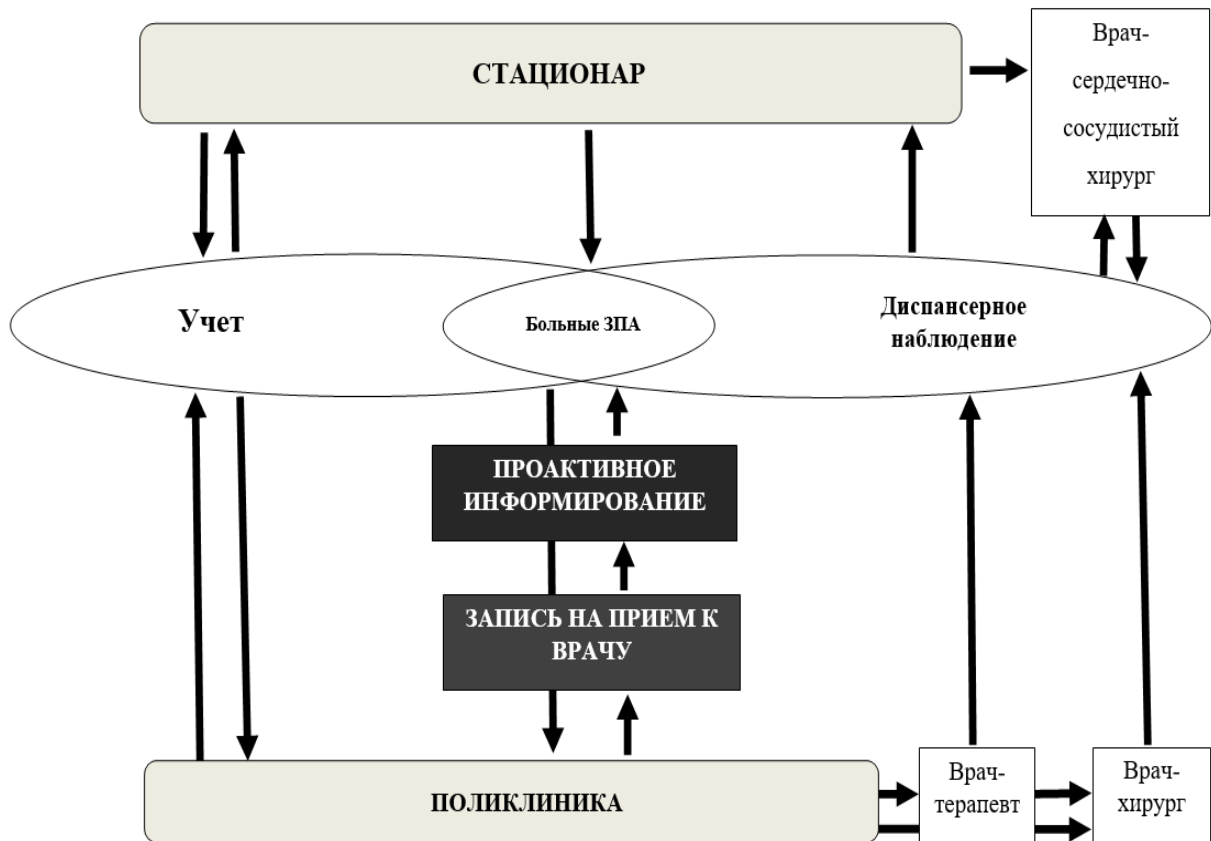 СТАЦИОНАР
Врач-
сердечно-
сосудистый
хирург
Учет
Больные ЗПА
Диспансерное
наблюдение
ПРОАКТИВНОЕ
ИНФОРМИРОВАНИЕ
ЗАПИСЬ НА ПРИЕМ К
ВРАЧУ
ПОЛИКЛИНИКА
Врач-
терапевт
Врач-
хирург